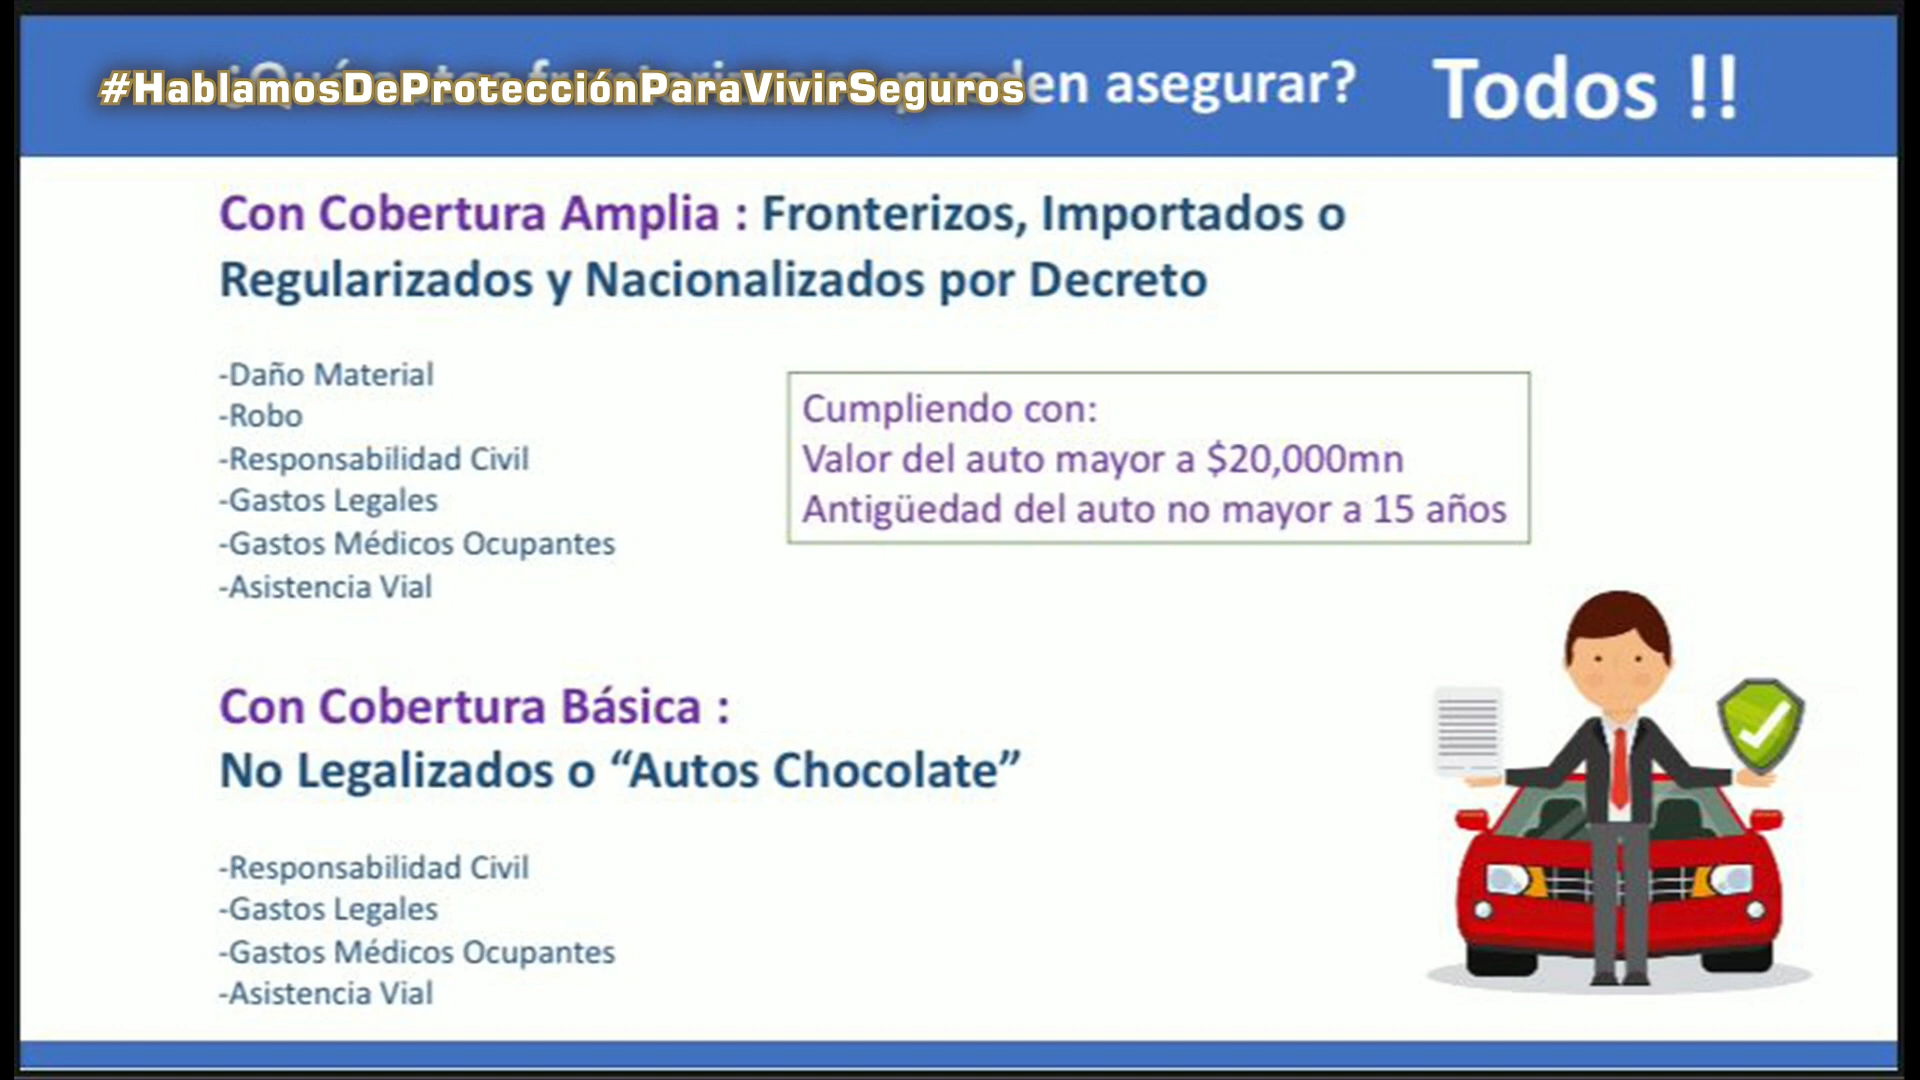 #HablamosDeProtecciónParaVivirSeguros
asegurar?
Todos !!
Con Cobertura Amplia : Fronterizos, Importados o
Regularizados y Nacionalizados por Decreto
-Daño Material
-Robo
-Responsabilidad Civil
-Gastos Legales
-Gastos Médicos Ocupantes
-Asistencia Vial
Cumpliendo con:
Valor del auto mayor a $20,000mn
Antigüedad del auto no mayor a 15 años
Con Cobertura Básica :
No Legalizados o “Autos Chocolate”
-Responsabilidad Civil
-Gastos Legales
-Gastos Médicos Ocupantes
-Asistencia Vial